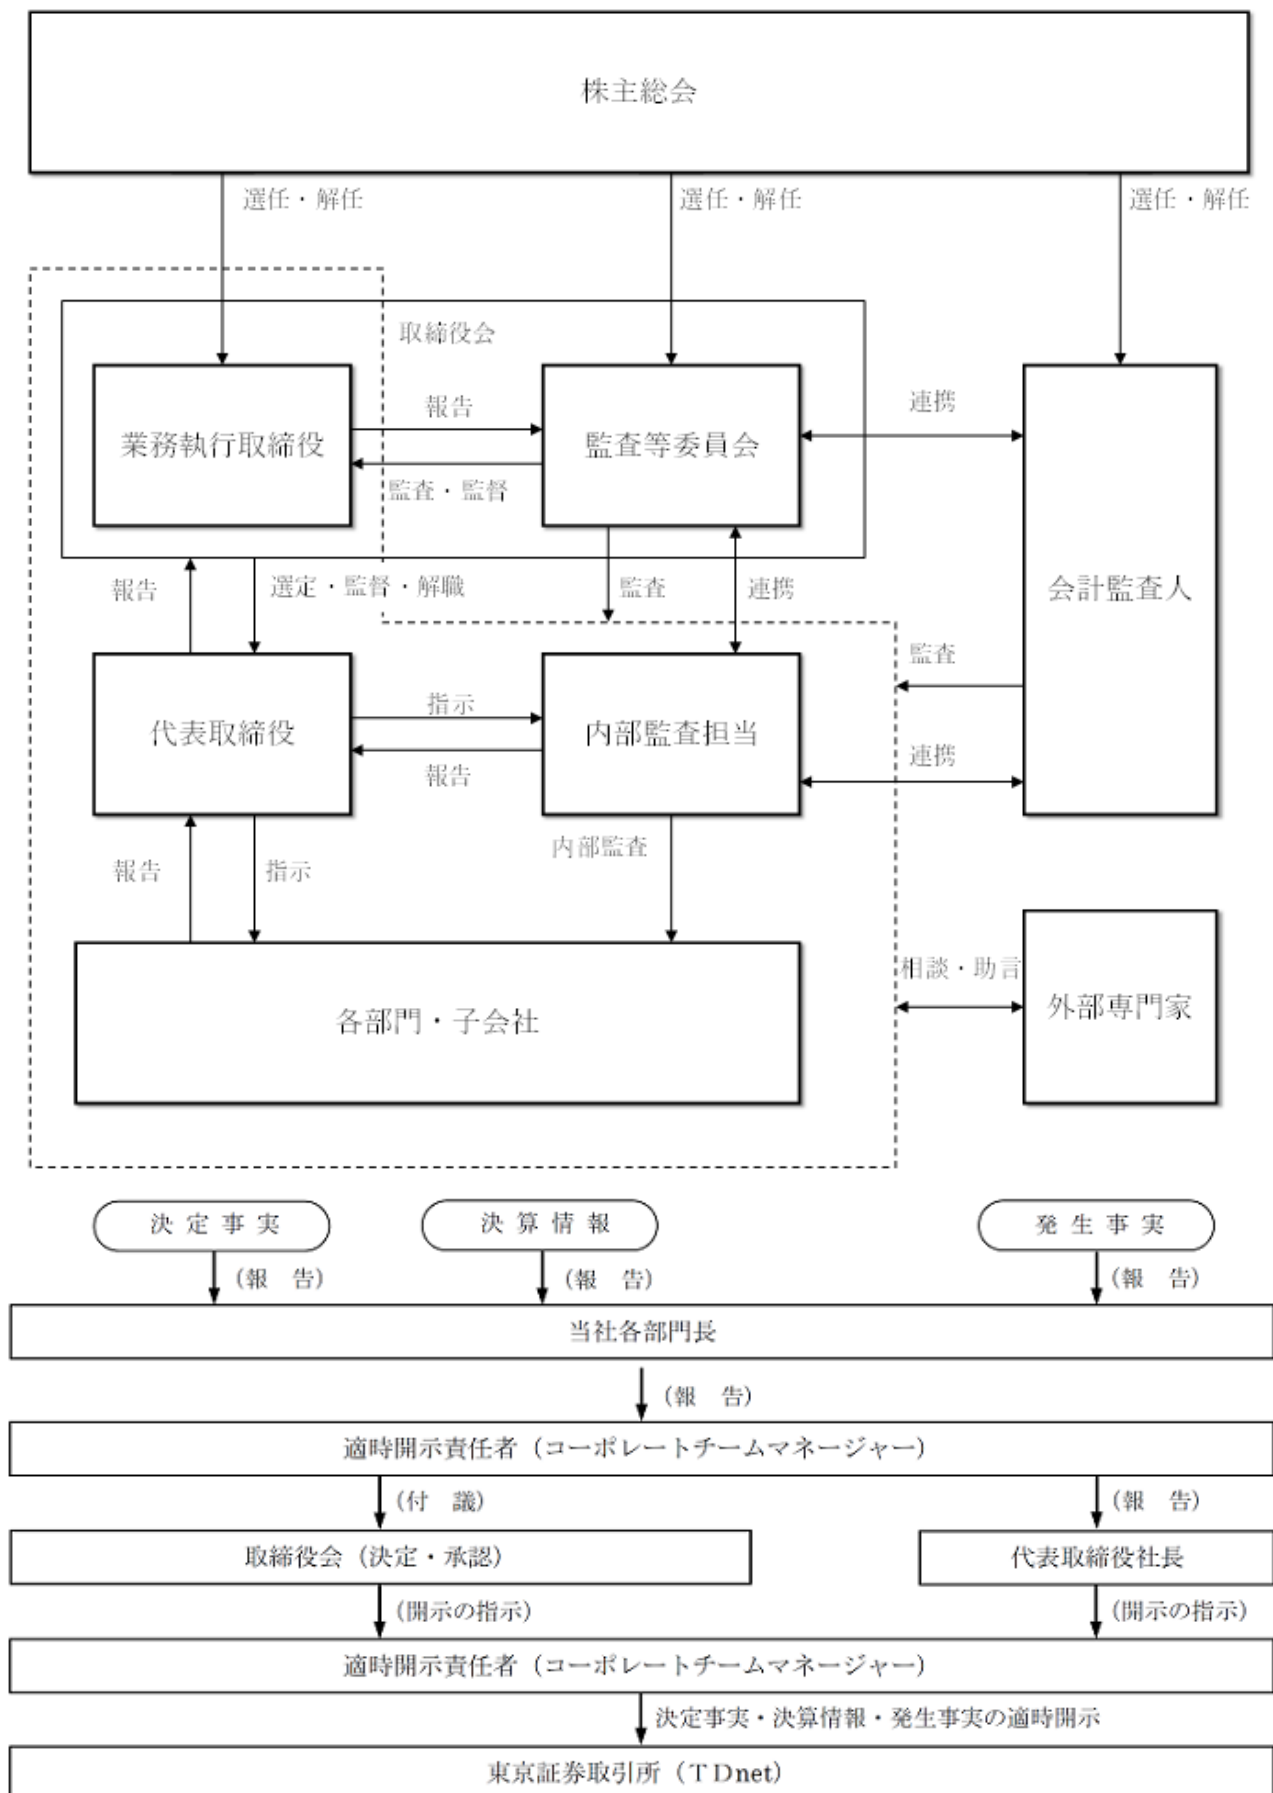 株主総会
選任・解任
選任・解任
選任・解任
取締役会
業務執行取締役
報告
監査・監督
監査等委員会
連携
会計監査人
報告
選定・監督・解職
監査
連携
監査
代表取締役
指示
報告
内部監査担当
連携
報告
指示
内部監査
各部門・子会社
相談・助言
外部専門家
決定事実
決算情報
発生事実
(報 告)
(報 告)
(報 告)
当社各部門長
(報 告)
適時開示責任者(コーポレートチームマネージャー)
(付 議)
(報 告)
取締役会(決定・承認)
代表取締役社長
(開示の指示)
(開示の指示)
適時開示責任者(コーポレートチームマネージャー)
決定事実・決算情報・発生事実の適時開示
東京証券取引所(TDnet)